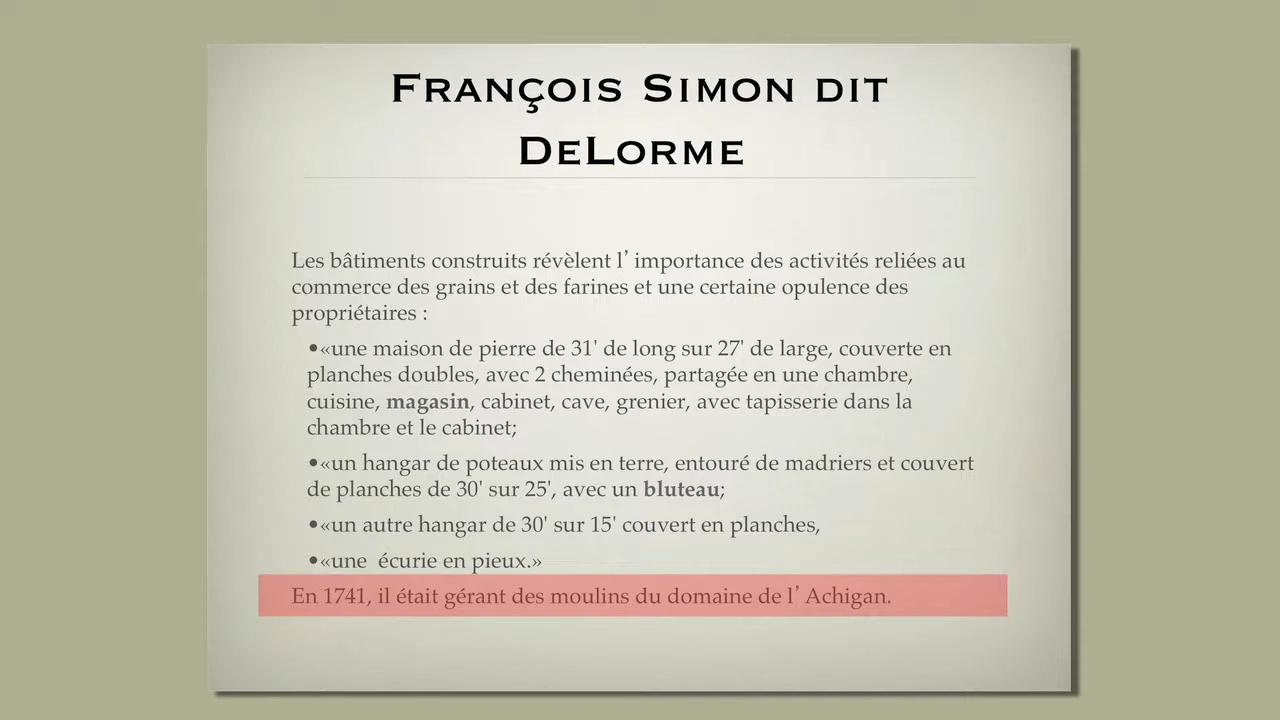 François Simon dit
DeLorme
Les bâtiments construits révèlent l’importance des activités reliées au
commerce des grains et des farines et une certaine opulence des
propriétaires :
•«une maison de pierre de 31' de long sur 27' de large, couverte en
planches doubles, avec 2 cheminées, partagée en une chambre,
cuisine, magasin, cabinet, cave, grenier, avec tapisserie dans la
chambre et le cabinet;
•«un hangar de poteaux mis en terre, entouré de madriers et couvert
de planches de 30' sur 25', avec un bluteau;
•«un autre hangar de 30' sur 15' couvert en planches,
•«une écurie en pieux.»
En 1741, il était gérant des moulins du domaine de l’Achigan.